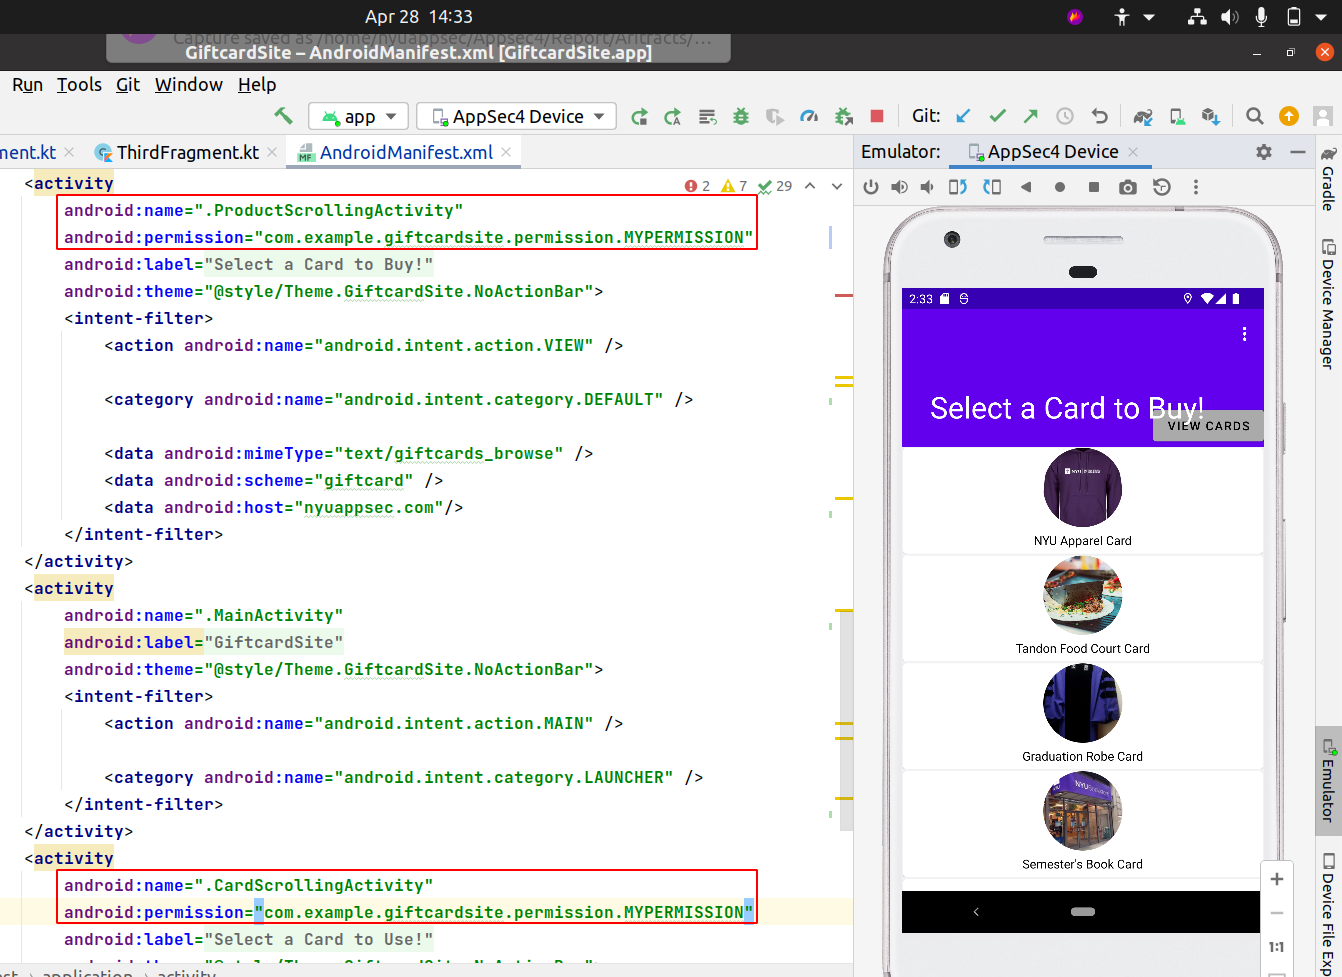 Apr 28  14:33
Capture saved as /home/nyuappsec/Appsec4/Report/Aritfacts/...
GiftcardSite – AndroidManifest.xml [GiftcardSite.app]
Run Tools Git Window Help
app AppSec4 Device Git:
ment.kt ThirdFragment.kt AndroidManifest.xml Emulator: AppSec4 Device
2 7 29
<activity
android:name=".ProductScrollingActivity"
android:permission="com.example.giftcardsite.permission.MYPERMISSION"
android:label="Select a Card to Buy!"
android:theme="@style/Theme.GiftcardSite.NoActionBar">
<intent-filter>
<action android:name="android.intent.action.VIEW" />
<category android:name="android.intent.category.DEFAULT" />
<data android:mimeType="text/giftcards_browse" />
<data android:scheme="giftcard" />
<data android:host="nyuappsec.com"/>
</intent-filter>
</activity>
<activity
android:name=".MainActivity"
android:label="GiftcardSite"
android:theme="@style/Theme.GiftcardSite.NoActionBar">
<intent-filter>
<action android:name="android.intent.action.MAIN" />
<category android:name="android.intent.category.LAUNCHER" />
</intent-filter>
</activity>
<activity
android:name=".CardScrollingActivity"
android:permission="com.example.giftcardsite.permission.MYPERMISSION"
android:label="Select a Card to Use!"
android:theme="@style/Theme.GiftcardSite.NoActionBar">
application activity
2:33
Select a Card to Buy!
VIEW CARDS
NYU Apparel Card
Tandon Food Court Card
Graduation Robe Card
Semester's Book Card
1:1
Gradle
Device Manager
Emulator
Device File Exp